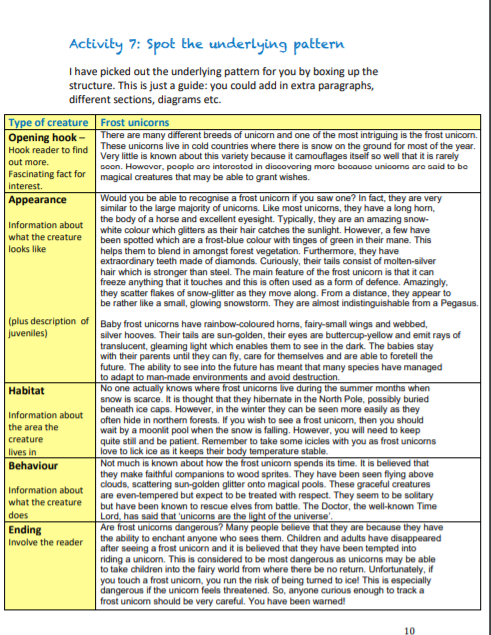 Activity 7: Spot the underlying pattern
I have picked out the underlying pattern for you by boxing up the
structure. This is just a guide: you could add in extra paragraphs,
different sections, diagrams etc.
Type of creature
Frost unicorns
Opening hook –
Hook reader to find
out more.
Fascinating fact for
interest.
There are many different breeds of unicorn and one of the most intriguing is the frost unicorn.
These unicorns live in cold countries where there is snow on the ground for most of the year.
Very little is known about this variety because it camouflages itself so well that it is rarely
seen. However, people are interested in discovering more because unicorns are said to be
magical creatures that may be able to grant wishes.
Appearance
Information about
what the creature
looks like
(plus description of
juveniles)
Would you be able to recognise a frost unicorn if you saw one? In fact, they are very
similar to the large majority of unicorns. Like most unicorns, they have a long horn,
the body of a horse and excellent eyesight. Typically, they are an amazing snow-
white colour which glitters as their hair catches the sunlight. However, a few have
been spotted which are a frost-blue colour with tinges of green in their mane. This
helps them to blend in amongst forest vegetation. Furthermore, they have
extraordinary teeth made of diamonds. Curiously, their tails consist of molten-silver
hair which is stronger than steel. The main feature of the frost unicorn is that it can
freeze anything that it touches and this is often used as a form of defence. Amazingly,
they scatter flakes of snow-glitter as they move along. From a distance, they appear to
be rather like a small, glowing snowstorm. They are almost indistinguishable from a Pegasus.
Baby frost unicorns have rainbow-coloured horns, fairy-small wings and webbed,
silver hooves. Their tails are sun-golden, their eyes are buttercup-yellow and emit rays of
translucent, gleaming light which enables them to see in the dark. The babies stay
with their parents until they can fly, care for themselves and are able to foretell the
future. The ability to see into the future has meant that many species have managed
to adapt to man-made environments and avoid destruction.
Habitat
Information about
the area the
creature
lives in
No one actually knows where frost unicorns live during the summer months when
snow is scarce. It is thought that they hibernate in the North Pole, possibly buried
beneath ice caps. However, in the winter they can be seen more easily as they
often hide in northern forests. If you wish to see a frost unicorn, then you should
wait by a moonlit pool when the snow is falling. However, you will need to keep
quite still and be patient. Remember to take some icicles with you as frost unicorns
love to lick ice as it keeps their body temperature stable.
Behaviour
Information about
what the creature
does
Not much is known about how the frost unicorn spends its time. It is believed that
they make faithful companions to wood sprites. They have been seen flying above
clouds, scattering sun-golden glitter onto magical pools. These graceful creatures
are even-tempered but expect to be treated with respect. They seem to be solitary
but have been known to rescue elves from battle. The Doctor, the well-known Time
Lord, has said that ‘unicorns are the light of the universe’.
Ending
Involve the reader
Are frost unicorns dangerous? Many people believe that they are because they have
the ability to enchant anyone who sees them. Children and adults have disappeared
after seeing a frost unicorn and it is believed that they have been tempted into
riding a unicorn. This is considered to be most dangerous as unicorns may be able
to take children into the fairy world from where there be no return. Unfortunately, if
you touch a frost unicorn, you run the risk of being turned to ice! This is especially
dangerous if the unicorn feels threatened. So, anyone curious enough to track a
frost unicorn should be very careful. You have been warned!
10